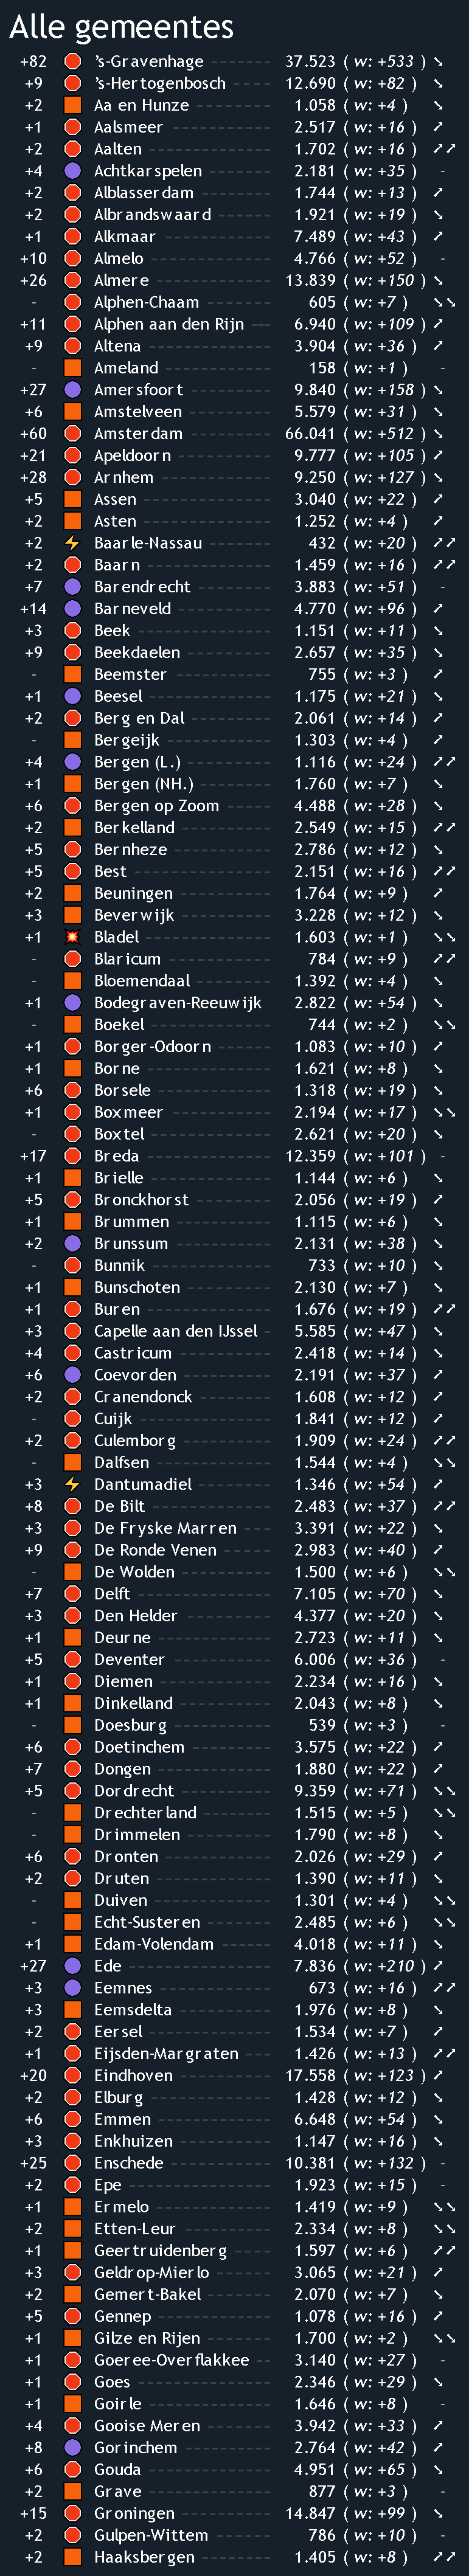 Alle gemeentes
+82 's-Gravenhage 37.523 ( w: +533 ) ↘
+9 's-Hertogenbosch 12.690 ( w: +82 ) ↘
+2 Aa en Hunze 1.058 ( w: +4 ) ↘
+1 Aalsmeer 2.517 ( w: +16 ) ↗
+2 Aalten 1.702 ( w: +16 ) ↗↗
+4 Achtkarspelen 2.181 ( w: +35 ) -
+2 Alblasserdam 1.744 ( w: +13 ) ↗
+2 Albrandswaard 1.921 ( w: +19 ) ↘
+1 Alkmaar 7.489 ( w: +43 ) ↗
+10 Almelo 4.766 ( w: +52 ) -
+26 Almere 13.839 ( w: +150 ) ↘
- Alphen-Chaam 605 ( w: +7 ) ↘↘
+11 Alphen aan den Rijn 6.940 ( w: +109 ) ↗
+9 Altena 3.904 ( w: +36 ) ↗
- Ameland 158 ( w: +1 ) -
+27 Amersfoort 9.840 ( w: +158 ) ↘
+6 Amstelveen 5.579 ( w: +31 ) ↘
+60 Amsterdam 66.041 ( w: +512 ) ↘
+21 Apeldoorn 9.777 ( w: +105 ) ↗
+28 Arnhem 9.250 ( w: +127 ) ↘
+5 Assen 3.040 ( w: +22 ) ↗
+2 Asten 1.252 ( w: +4 ) ↗
+2 Baarle-Nassau 432 ( w: +20 ) ↗↗
+2 Baarn 1.459 ( w: +16 ) ↗↗
+7 Barendrecht 3.883 ( w: +51 ) -
+14 Barneveld 4.770 ( w: +96 ) ↗
+3 Beek 1.151 ( w: +11 ) ↘
+9 Beekdaelen 2.657 ( w: +35 ) ↘
- Beemster 755 ( w: +3 ) ↗
+1 Beesel 1.175 ( w: +21 ) ↘
+2 Berg en Dal 2.061 ( w: +14 ) ↗
- Bergeijk 1.303 ( w: +4 ) ↗
+4 Bergen (L.) 1.116 ( w: +24 ) ↗↗
+1 Bergen (NH.) 1.760 ( w: +7 ) ↘
+6 Bergen op Zoom 4.488 ( w: +28 ) ↘
+2 Berkelland 2.549 ( w: +15 ) ↗↗
+5 Bernheze 2.786 ( w: +12 ) ↘
+5 Best 2.151 ( w: +16 ) ↗↗
+2 Beuningen 1.764 ( w: +9 ) ↗
+3 Beverwijk 3.228 ( w: +12 ) ↘
+1 Bladel 1.603 ( w: +1 ) ↘↘
- Blaricum 784 ( w: +9 ) ↗↗
- Bloemendaal 1.392 ( w: +4 ) ↘
+1 Bodegraven-Reeuwijk 2.822 ( w: +54 ) ↘
- Boekel 744 ( w: +2 ) ↘↘
+1 Borger-Odoorn 1.083 ( w: +10 ) ↗
+1 Borne 1.621 ( w: +8 ) ↘
+6 Borsele 1.318 ( w: +19 ) ↘
+1 Boxmeer 2.194 ( w: +17 ) ↘↘
- Boxtel 2.621 ( w: +20 ) ↘
+17 Breda 12.359 ( w: +101 ) -
+1 Brielle 1.144 ( w: +6 ) ↘
+5 Bronckhorst 2.056 ( w: +19 ) ↗
+1 Brummen 1.115 ( w: +6 ) ↘
+2 Brunssum 2.131 ( w: +38 ) ↘
- Bunnik 733 ( w: +10 ) ↘
+1 Bunschoten 2.130 ( w: +7 ) ↘
+1 Buren 1.676 ( w: +19 ) ↗↗
+3 Capelle aan den IJssel 5.585 ( w: +47 ) ↘
+4 Castricum 2.418 ( w: +14 ) ↘
+6 Coevorden 2.191 ( w: +37 ) ↗
+2 Cranendonck 1.608 ( w: +12 ) ↗
- Cuijk 1.841 ( w: +12 ) ↗
+2 Culemborg 1.909 ( w: +24 ) ↗↗
- Dalfsen 1.544 ( w: +4 ) ↘↘
+3 Dantumadiel 1.346 ( w: +54 ) ↗
+8 De Bilt 2.483 ( w: +37 ) ↗↗
+3 De Fryske Marren 3.391 ( w: +22 ) ↘
+9 De Ronde Venen 2.983 ( w: +40 ) ↗
- De Wolden 1.500 ( w: +6 ) ↘↘
+7 Delft 7.105 ( w: +70 ) ↘
+3 Den Helder 4.377 ( w: +20 ) ↘
+1 Deurne 2.723 ( w: +11 ) ↘
+5 Deventer 6.006 ( w: +36 ) -
+1 Diemen 2.234 ( w: +16 ) ↘
+1 Dinkelland 2.043 ( w: +8 ) ↘
- Doesburg 539 ( w: +3 ) -
+6 Doetinchem 3.575 ( w: +22 ) ↗
+7 Dongen 1.880 ( w: +22 ) ↗
+5 Dordrecht 9.359 ( w: +71 ) ↘↘
- Drechterland 1.515 ( w: +5 ) ↘↘
- Drimmelen 1.790 ( w: +8 ) ↘
+6 Dronten 2.026 ( w: +29 ) ↗
+2 Druten 1.390 ( w: +11 ) ↘
- Duiven 1.301 ( w: +4 ) ↘↘
- Echt-Susteren 2.485 ( w: +6 ) ↘↘
+1 Edam-Volendam 4.018 ( w: +11 ) ↘
+27 Ede 7.836 ( w: +210 ) ↗
+3 Eemnes 673 ( w: +16 ) ↗↗
+3 Eemsdelta 1.976 ( w: +8 ) ↘
+2 Eersel 1.534 ( w: +7 ) ↗
+1 Eijsden-Margraten 1.426 ( w: +13 ) ↗↗
+20 Eindhoven 17.558 ( w: +123 ) ↗
+2 Elburg 1.428 ( w: +12 ) ↘
+6 Emmen 6.648 ( w: +54 ) ↘
+3 Enkhuizen 1.147 ( w: +16 ) ↘
+25 Enschede 10.381 ( w: +132 ) -
+2 Epe 1.923 ( w: +15 ) -
+1 Ermelo 1.419 ( w: +9 ) ↘↘
+2 Etten-Leur 2.334 ( w: +8 ) ↘↘
+1 Geertruidenberg 1.597 ( w: +6 ) ↗↗
+3 Geldrop-Mierlo 3.065 ( w: +21 ) ↗
+2 Gemert-Bakel 2.070 ( w: +7 ) ↘
+5 Gennep 1.078 ( w: +16 ) ↗
+1 Gilze en Rijen 1.700 ( w: +2 ) ↘↘
+1 Goeree-Overflakkee 3.140 ( w: +27 ) -
+1 Goes 2.346 ( w: +29 ) ↘
+1 Goirle 1.646 ( w: +8 ) -
+4 Gooise Meren 3.942 ( w: +33 ) ↗
+8 Gorinchem 2.764 ( w: +42 ) ↗
+6 Gouda 4.951 ( w: +65 ) ↘
+2 Grave 877 ( w: +3 ) -
+15 Groningen 14.847 ( w: +99 ) ↘
+2 Gulpen-Wittem 786 ( w: +10 ) -
+2 Haaksbergen 1.405 ( w: +8 ) ↗↗